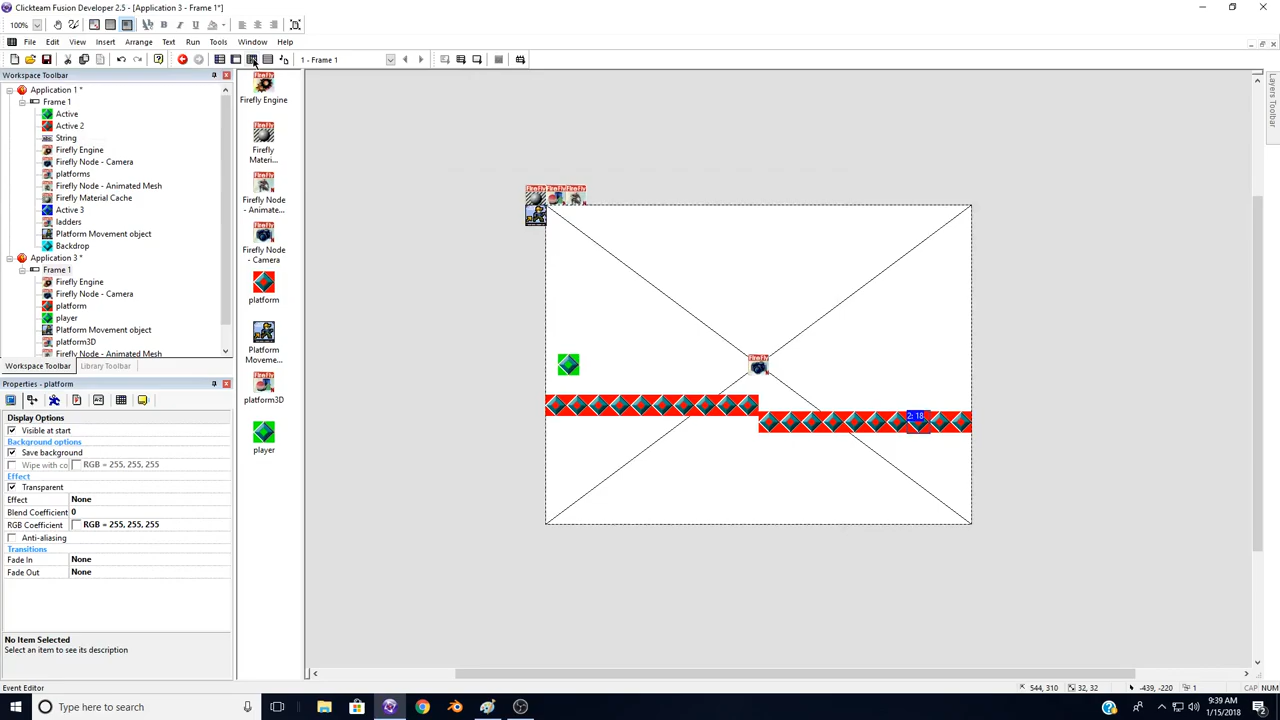 Clickteam Fusion Developer 2.5 - [Application 3 - Frame 1*]
100%
B I U
File Edit View Insert Arrange Text Run Tools Window Help
1 - Frame 1
Workspace Toolbar
Application 1 *
Frame 1
Active
Active 2
String
Firefly Engine
Firefly Node - Camera
platforms
Firefly Node - Animated Mesh
Firefly Material Cache
Active 3
ladders
Platform Movement object
Backdrop
Application 3 *
Frame 1
Firefly Engine
Firefly Node - Camera
platform
player
Platform Movement object
platform3D
Firefly Node - Animated Mesh
Workspace Toolbar Library Toolbar
Properties - platform
Display Options
Visible at start
Background options
Save background
Wipe with co RGB = 255, 255, 255
Effect
Transparent
Effect None
Blend Coefficient 0
RGB Coefficient RGB = 255, 255, 255
Anti-aliasing
Transitions
Fade In None
Fade Out None
No Item Selected
Select an item to see its description
Firefly Engine
Firefly
Materi...
Firefly Node
- Animate...
Firefly Node
- Camera
platform
Platform
Moveme...
platform3D
player
2: 18
Layers Toolbar
Event Editor
544, 310
-439, -220
1
32, 32
CAP
NUM
Type here to search
9:39 AM
1/15/2018
2